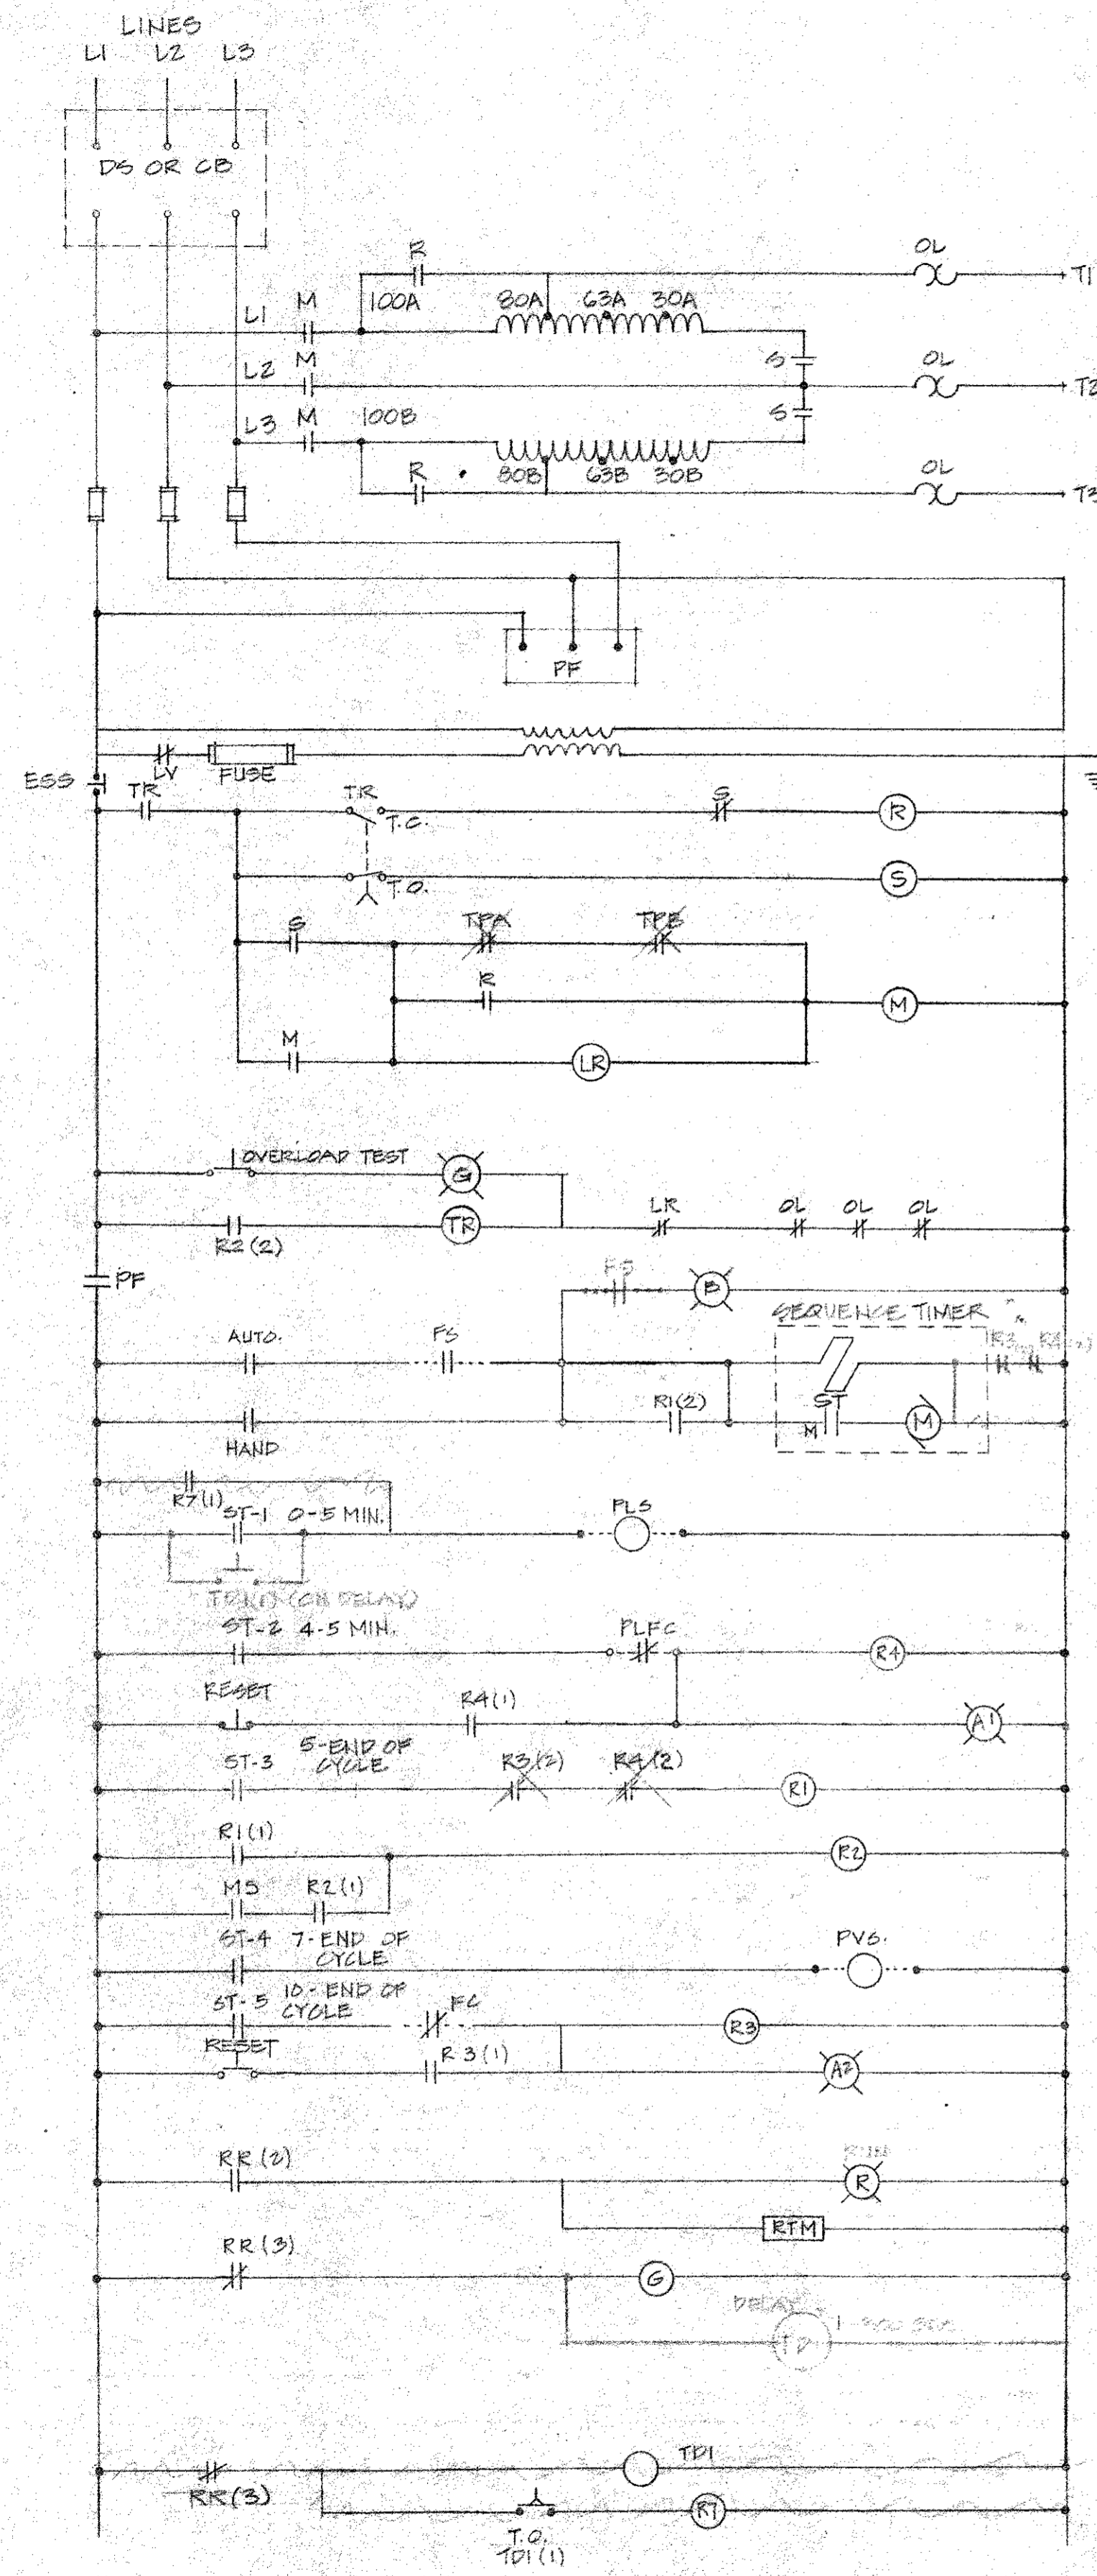 LINES
L1 L2 L3
DS OR CB
R
OL
T1
L1 M 100A 80A 63A 30A
S
L2 M
OL
T2
S
L3 M 100B
R 80B 63B 30B
OL
T3
PF
LV FUSE
ESS
TR TR T.C. S R
T.O. S
S TPA TPB
R M
M LR
OVERLOAD TEST G
R2(2) TR LR OL OL OL
PF
FS B
SEQUENCE TIMER
AUTO. FS
R1(2) ST
M M
HAND
R7(1)
ST-1 0-5 MIN. PLS
(ON DELAY)
ST-2 4-5 MIN. PLFC R4
RESET R4(1) A1
ST-3 5-END OF
CYCLE R3(2) R4(2) R1
R1(1) R2
MS R2(1)
ST-4 7-END OF
CYCLE PVS.
ST-5 10-END OF
CYCLE FC R3
RESET R3(1) A2
RR(2) RUN R
RTM
RR(3) G
DELAY
TD1
RR(3)
R7
T.O.
TD1(1)